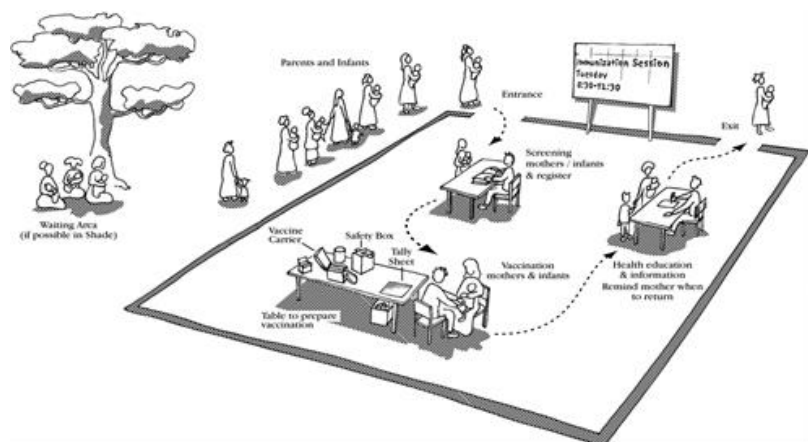 Parents and Infants
Immunization Session
Tuesday
8:30-12:30
Entrance
Exit
Screening
mothers / infants
& register
Waiting Area
(if possible in Shade)
Vaccine
Carrier
Safety Box
Tally
Sheet
Vaccination
mothers & infants
Health education
& information
Remind mother when
to return
Table to prepare
vaccination